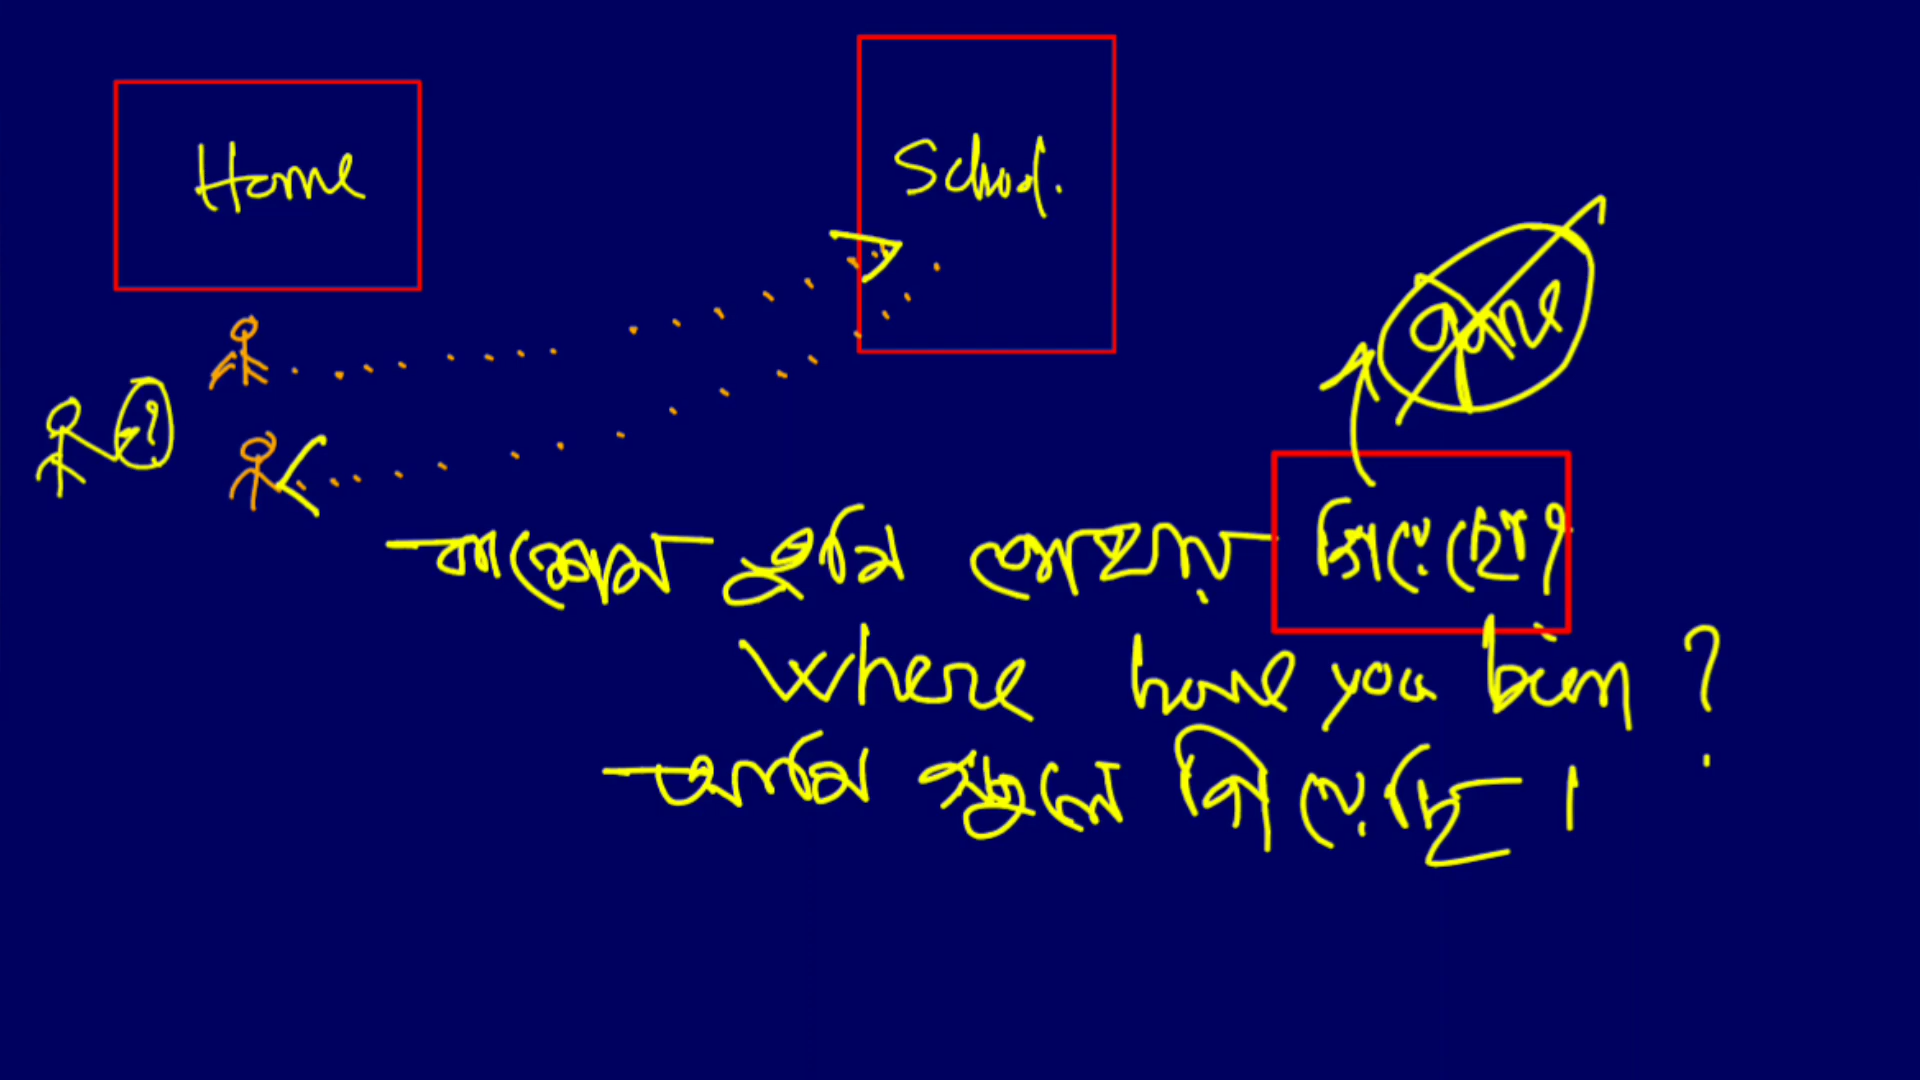 Home
School.
?
gone
তুমি কোথায় গিয়েছো?
Where have you been ?
আমি স্কুলে গিয়েছি ।